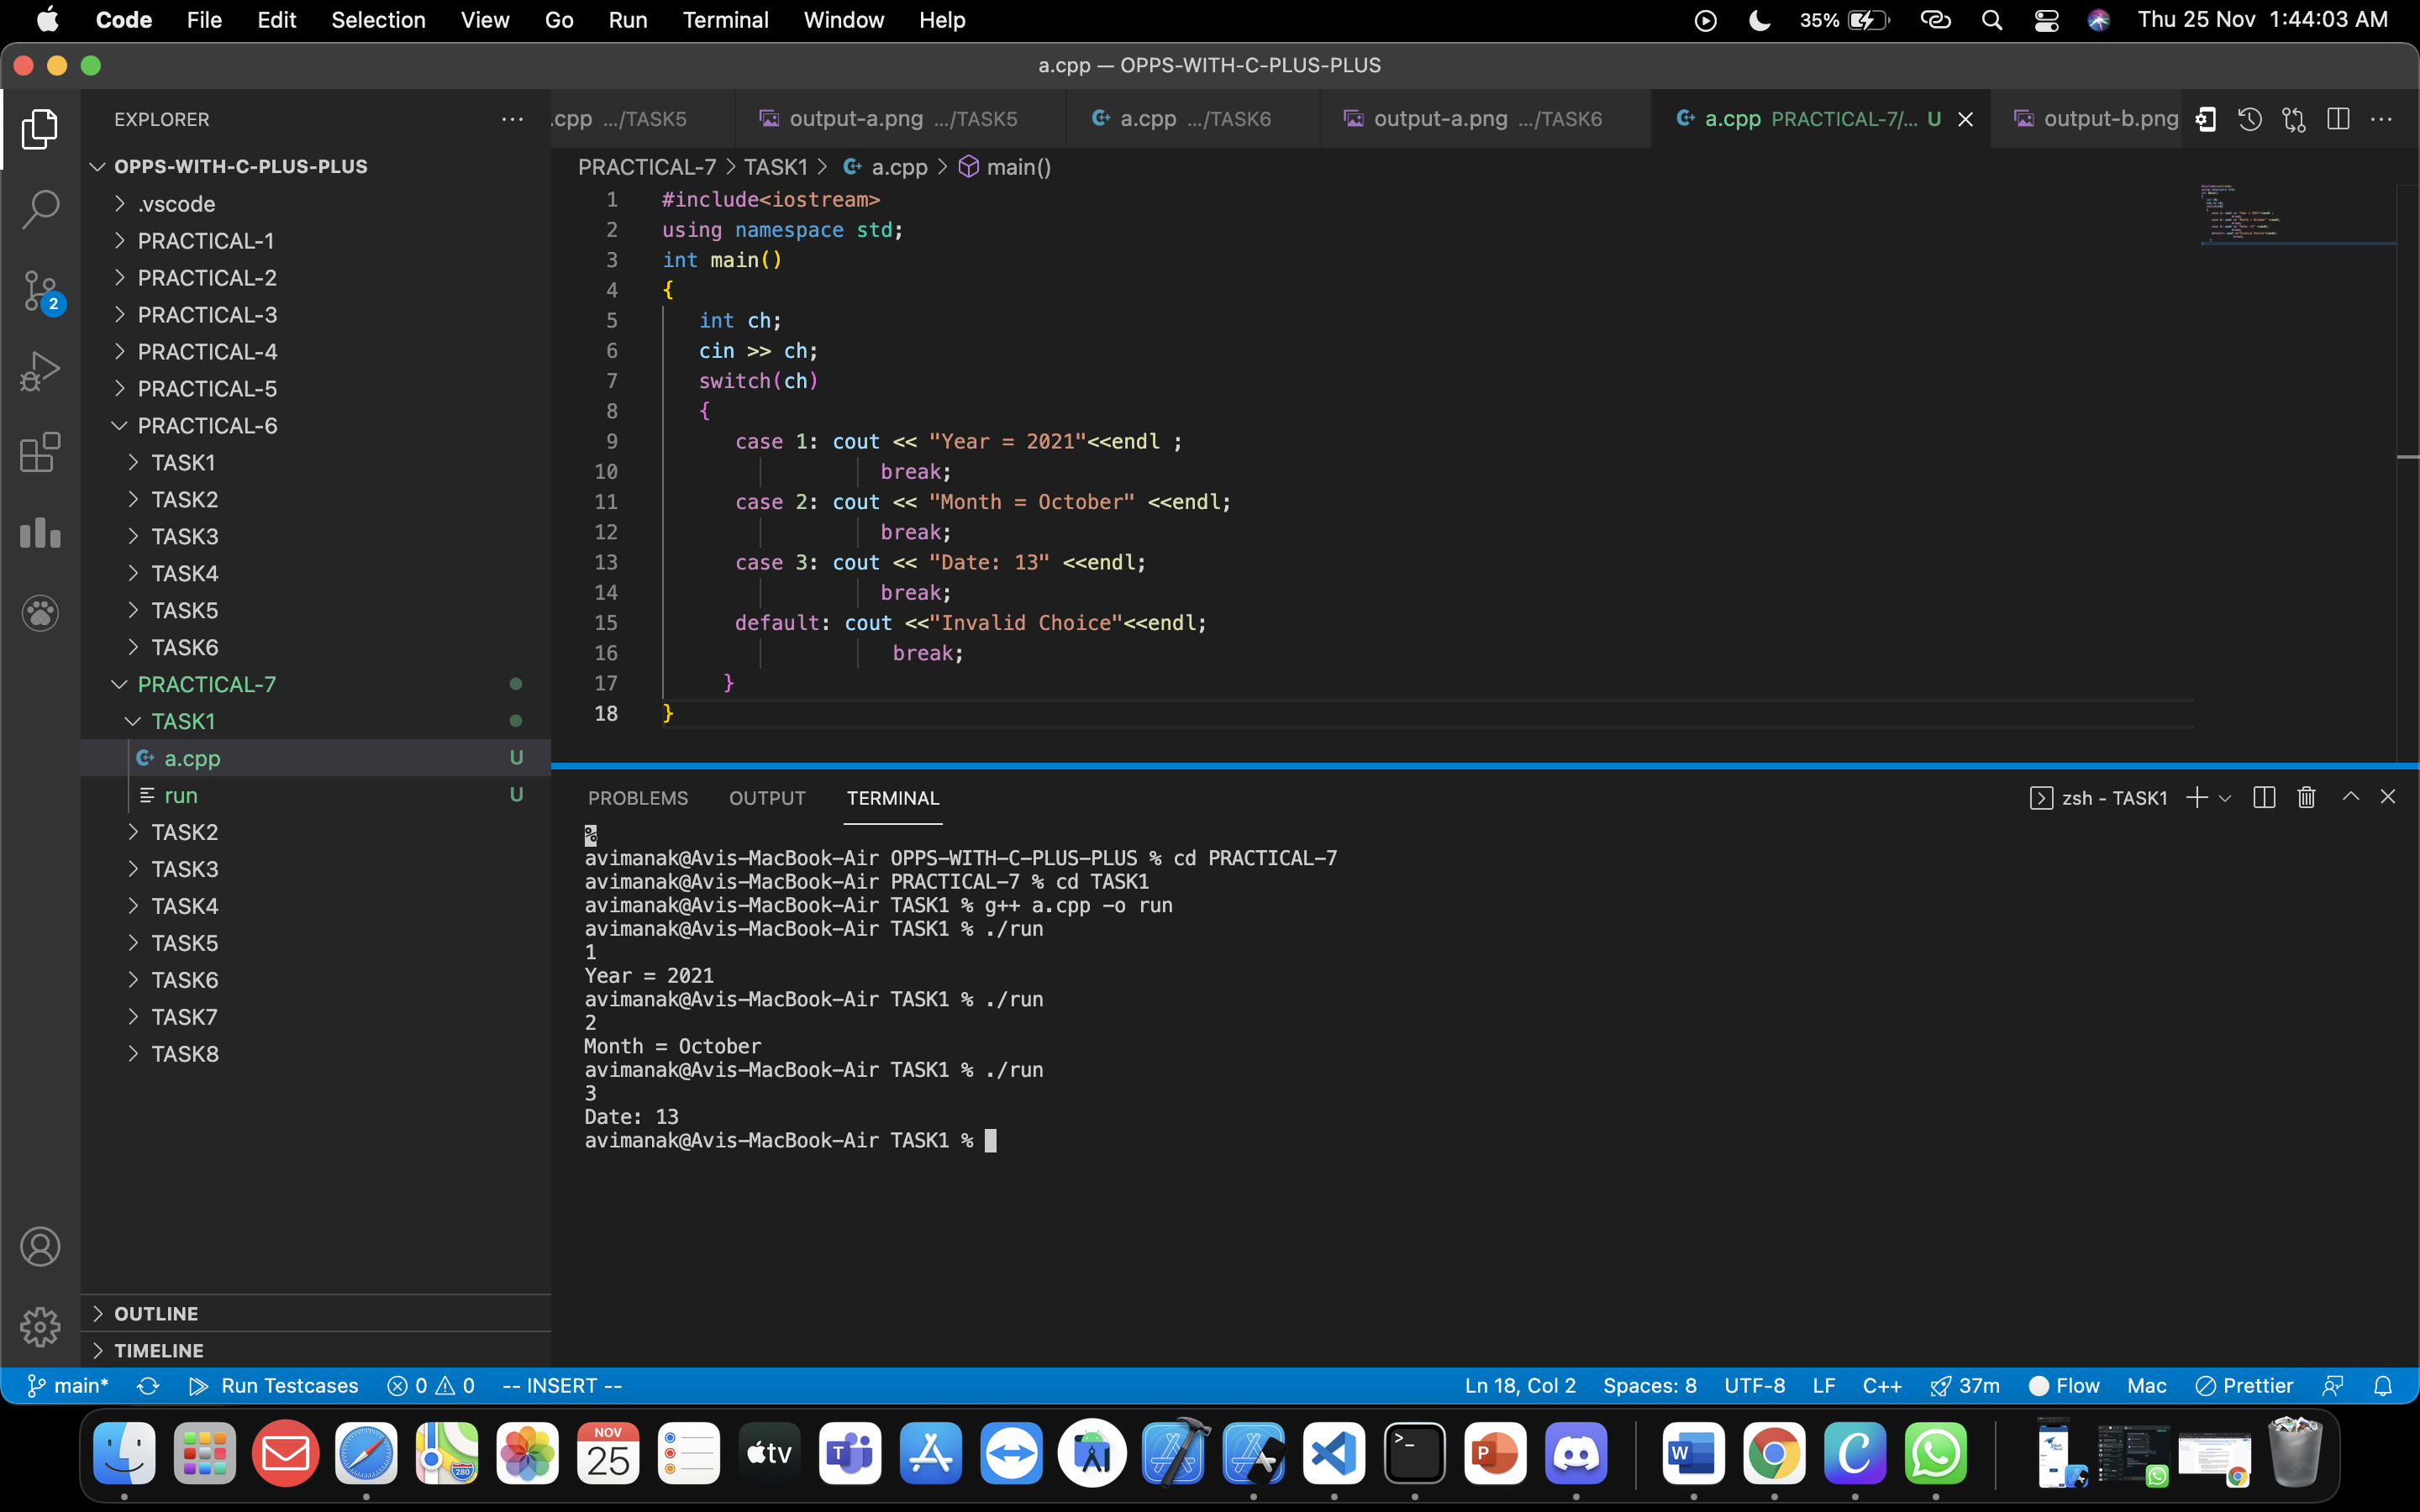 Code File Edit Selection View Go Run Terminal Window Help 35% Thu 25 Nov 1:44:03 AM
a.cpp — OPPS-WITH-C-PLUS-PLUS
EXPLORER
.cpp .../TASK5 output-a.png .../TASK5 a.cpp .../TASK6 output-a.png .../TASK6 a.cpp PRACTICAL-7/... U output-b.png
PRACTICAL-7 > TASK1 > a.cpp > main()
OPPS-WITH-C-PLUS-PLUS
.vscode
PRACTICAL-1
PRACTICAL-2
PRACTICAL-3
PRACTICAL-4
PRACTICAL-5
PRACTICAL-6
TASK1
TASK2
TASK3
TASK4
TASK5
TASK6
PRACTICAL-7
TASK1
a.cpp U
run U
TASK2
TASK3
TASK4
TASK5
TASK6
TASK7
TASK8
OUTLINE
TIMELINE
2
1 #include<iostream>
2 using namespace std;
3 int main()
4 {
5 int ch;
6 cin >> ch;
7 switch(ch)
8 {
9 case 1: cout << "Year = 2021"<<endl ;
10 break;
11 case 2: cout << "Month = October" <<endl;
12 break;
13 case 3: cout << "Date: 13" <<endl;
14 break;
15 default: cout <<"Invalid Choice"<<endl;
16 break;
17 }
18 }
PROBLEMS OUTPUT TERMINAL zsh - TASK1
%
avimanak@Avis-MacBook-Air OPPS-WITH-C-PLUS-PLUS % cd PRACTICAL-7
avimanak@Avis-MacBook-Air PRACTICAL-7 % cd TASK1
avimanak@Avis-MacBook-Air TASK1 % g++ a.cpp -o run
avimanak@Avis-MacBook-Air TASK1 % ./run
1
Year = 2021
avimanak@Avis-MacBook-Air TASK1 % ./run
2
Month = October
avimanak@Avis-MacBook-Air TASK1 % ./run
3
Date: 13
avimanak@Avis-MacBook-Air TASK1 %
main* Run Testcases 0 0 -- INSERT -- Ln 18, Col 2 Spaces: 8 UTF-8 LF C++ 37m Flow Mac Prettier
NOV
25
280
tv
T
>_
P
W
C